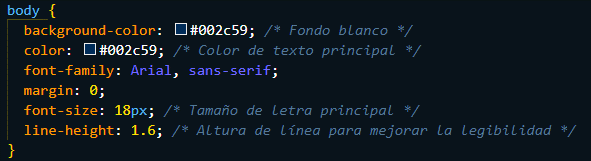 body {
background-color: #002c59; /* Fondo blanco */
color: #002c59; /* Color de texto principal */
font-family: Arial, sans-serif;
margin: 0;
font-size: 18px; /* Tamaño de letra principal */
line-height: 1.6; /* Altura de línea para mejorar la legibilidad */
}